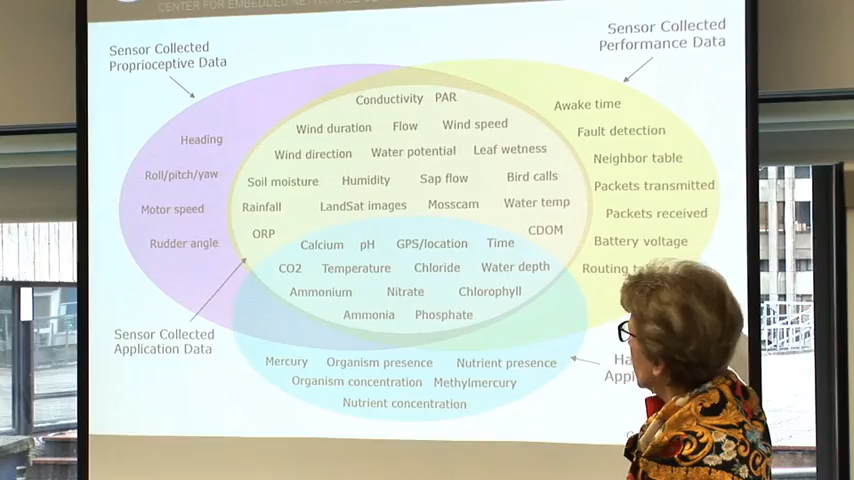 CENTER FOR EMBEDDED
Sensor Collected
Proprioceptive Data
Sensor Collected
Performance Data
Conductivity PAR
Awake time
Wind duration Flow Wind speed
Fault detection
Heading
Wind direction Water potential Leaf wetness
Neighbor table
Roll/pitch/yaw
Soil moisture Humidity Sap flow Bird calls
Packets transmitted
Motor speed
Rainfall LandSat images Mosscam Water temp
Packets received
Rudder angle
ORP CDOM
Battery voltage
Calcium pH GPS/location Time
CO2 Temperature Chloride Water depth
Routing
Ammonium Nitrate Chlorophyll
Ammonia Phosphate
Sensor Collected
Application Data
Mercury Organism presence Nutrient presence
Organism concentration Methylmercury
Nutrient concentration